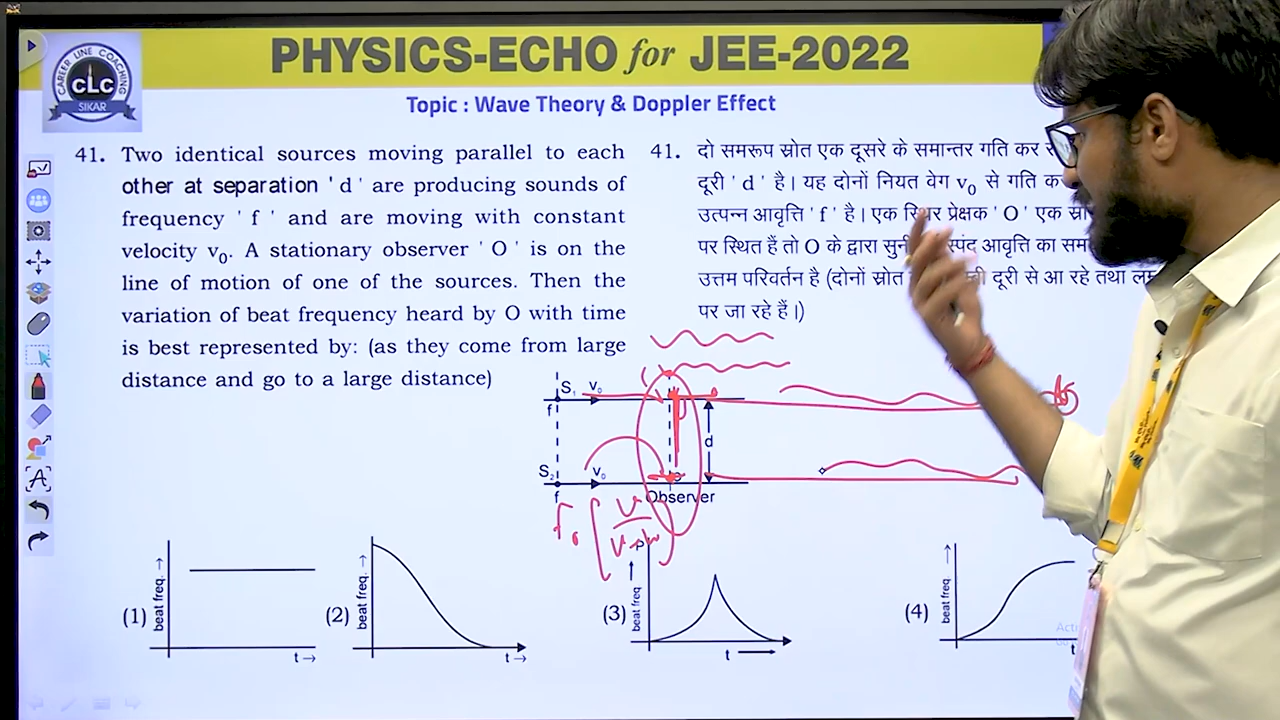 CAREER LINE COACHING
CLC
SIKAR
PHYSICS-ECHO for JEE-2022
Topic : Wave Theory & Doppler Effect
41. Two identical sources moving parallel to each
other at separation ' d ' are producing sounds of
frequency ' f ' and are moving with constant
velocity v₀. A stationary observer ' O ' is on the
line of motion of one of the sources. Then the
variation of beat frequency heard by O with time
is best represented by: (as they come from large
distance and go to a large distance)
41. दो समरूप स्रोत एक दूसरे के समान्तर गति कर
दूरी ' d ' है। यह दोनों नियत वेग v₀ से गति
उत्पन्न आवृत्ति ' f ' है। एक स्थिर प्रेक्षक ' O ' एक
पर स्थित हैं तो O के द्वारा आवृत्ति का
उत्तम परिवर्तन है (दोनों स्रोत दूरी से आ रहे तथा
पर जा रहे हैं।)
S₁ v₀
f
d
S₂ v₀
f
Observer
(1) beat freq. → t →
(2) beat freq. → t →
(3) beat freq. → t →
(4) beat freq. → t